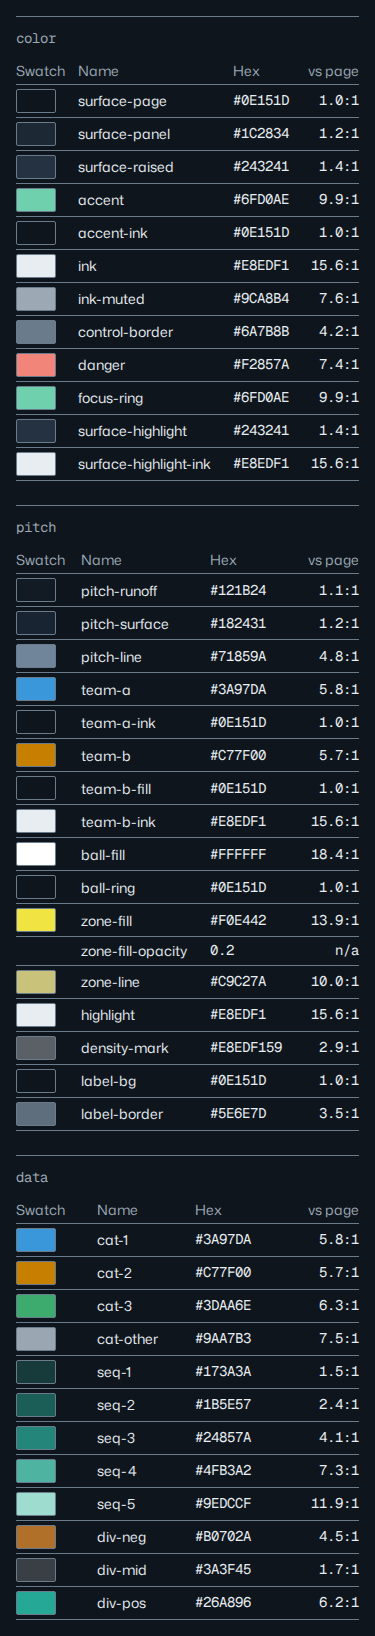 color
Swatch Name Hex vs page
surface-page #0E151D 1.0:1
surface-panel #1C2834 1.2:1
surface-raised #243241 1.4:1
accent #6FD0AE 9.9:1
accent-ink #0E151D 1.0:1
ink #E8EDF1 15.6:1
ink-muted #9CA8B4 7.6:1
control-border #6A7B8B 4.2:1
danger #F2857A 7.4:1
focus-ring #6FD0AE 9.9:1
surface-highlight #243241 1.4:1
surface-highlight-ink #E8EDF1 15.6:1
pitch
Swatch Name Hex vs page
pitch-runoff #121B24 1.1:1
pitch-surface #182431 1.2:1
pitch-line #71859A 4.8:1
team-a #3A97DA 5.8:1
team-a-ink #0E151D 1.0:1
team-b #C77F00 5.7:1
team-b-fill #0E151D 1.0:1
team-b-ink #E8EDF1 15.6:1
ball-fill #FFFFFF 18.4:1
ball-ring #0E151D 1.0:1
zone-fill #F0E442 13.9:1
zone-fill-opacity 0.2 n/a
zone-line #C9C27A 10.0:1
highlight #E8EDF1 15.6:1
density-mark #E8EDF159 2.9:1
label-bg #0E151D 1.0:1
label-border #5E6E7D 3.5:1
data
Swatch Name Hex vs page
cat-1 #3A97DA 5.8:1
cat-2 #C77F00 5.7:1
cat-3 #3DAA6E 6.3:1
cat-other #9AA7B3 7.5:1
seq-1 #173A3A 1.5:1
seq-2 #1B5E57 2.4:1
seq-3 #24857A 4.1:1
seq-4 #4FB3A2 7.3:1
seq-5 #9EDCCF 11.9:1
div-neg #B0702A 4.5:1
div-mid #3A3F45 1.7:1
div-pos #26A896 6.2:1